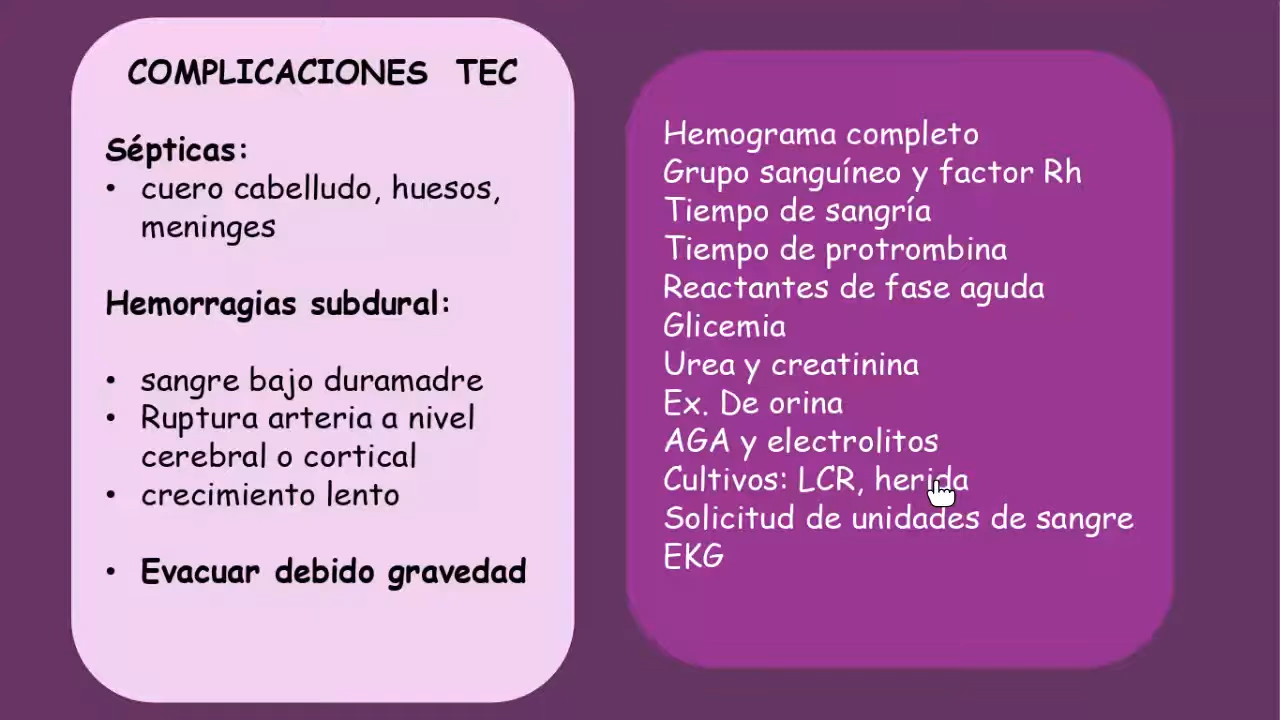 COMPLICACIONES TEC
Sépticas:
• cuero cabelludo, huesos,
meninges
Hemorragias subdural:
• sangre bajo duramadre
• Ruptura arteria a nivel
cerebral o cortical
• crecimiento lento
• Evacuar debido gravedad
Hemograma completo
Grupo sanguíneo y factor Rh
Tiempo de sangría
Tiempo de protrombina
Reactantes de fase aguda
Glicemia
Urea y creatinina
Ex. De orina
AGA y electrolitos
Cultivos: LCR, herida
Solicitud de unidades de sangre
EKG